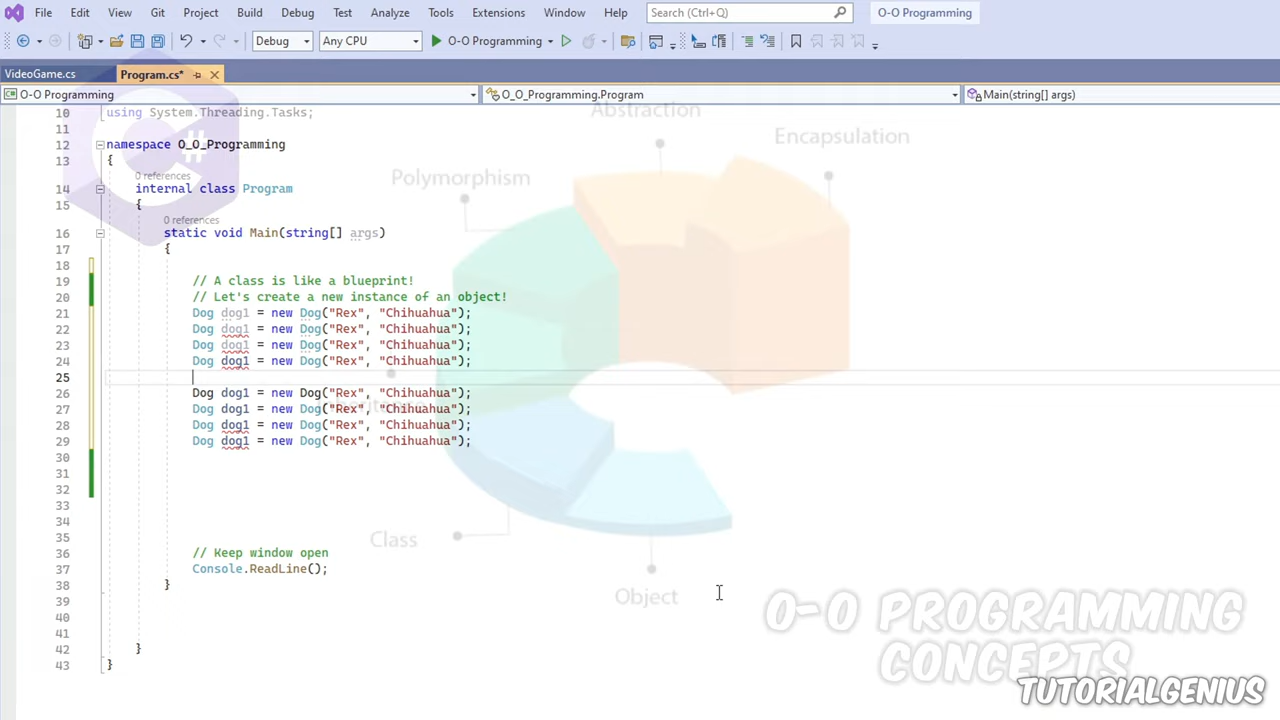 File Edit View Git Project Build Debug Test Analyze Tools Extensions Window Help Search (Ctrl+Q) O-O Programming
Debug Any CPU O-O Programming
VideoGame.cs Program.cs*
O-O Programming O_O_Programming.Program Main(string[] args)
10 using System.Threading.Tasks;
11
12 namespace O_O_Programming
13 {
0 references
14 internal class Program
15 {
0 references
16 static void Main(string[] args)
17 {
18
19 // A class is like a blueprint!
20 // Let's create a new instance of an object!
21 Dog dog1 = new Dog("Rex", "Chihuahua");
22 Dog dog1 = new Dog("Rex", "Chihuahua");
23 Dog dog1 = new Dog("Rex", "Chihuahua");
24 Dog dog1 = new Dog("Rex", "Chihuahua");
25
26 Dog dog1 = new Dog("Rex", "Chihuahua");
27 Dog dog1 = new Dog("Rex", "Chihuahua");
28 Dog dog1 = new Dog("Rex", "Chihuahua");
29 Dog dog1 = new Dog("Rex", "Chihuahua");
30
31
32
33
34
35
36 // Keep window open
37 Console.ReadLine();
38 }
39
40
41
42 }
43 }
Abstraction
Encapsulation
Polymorphism
Inheritance
Class
Object
C#
O-O PROGRAMMING
CONCEPTS
TUTORIALGENIUS